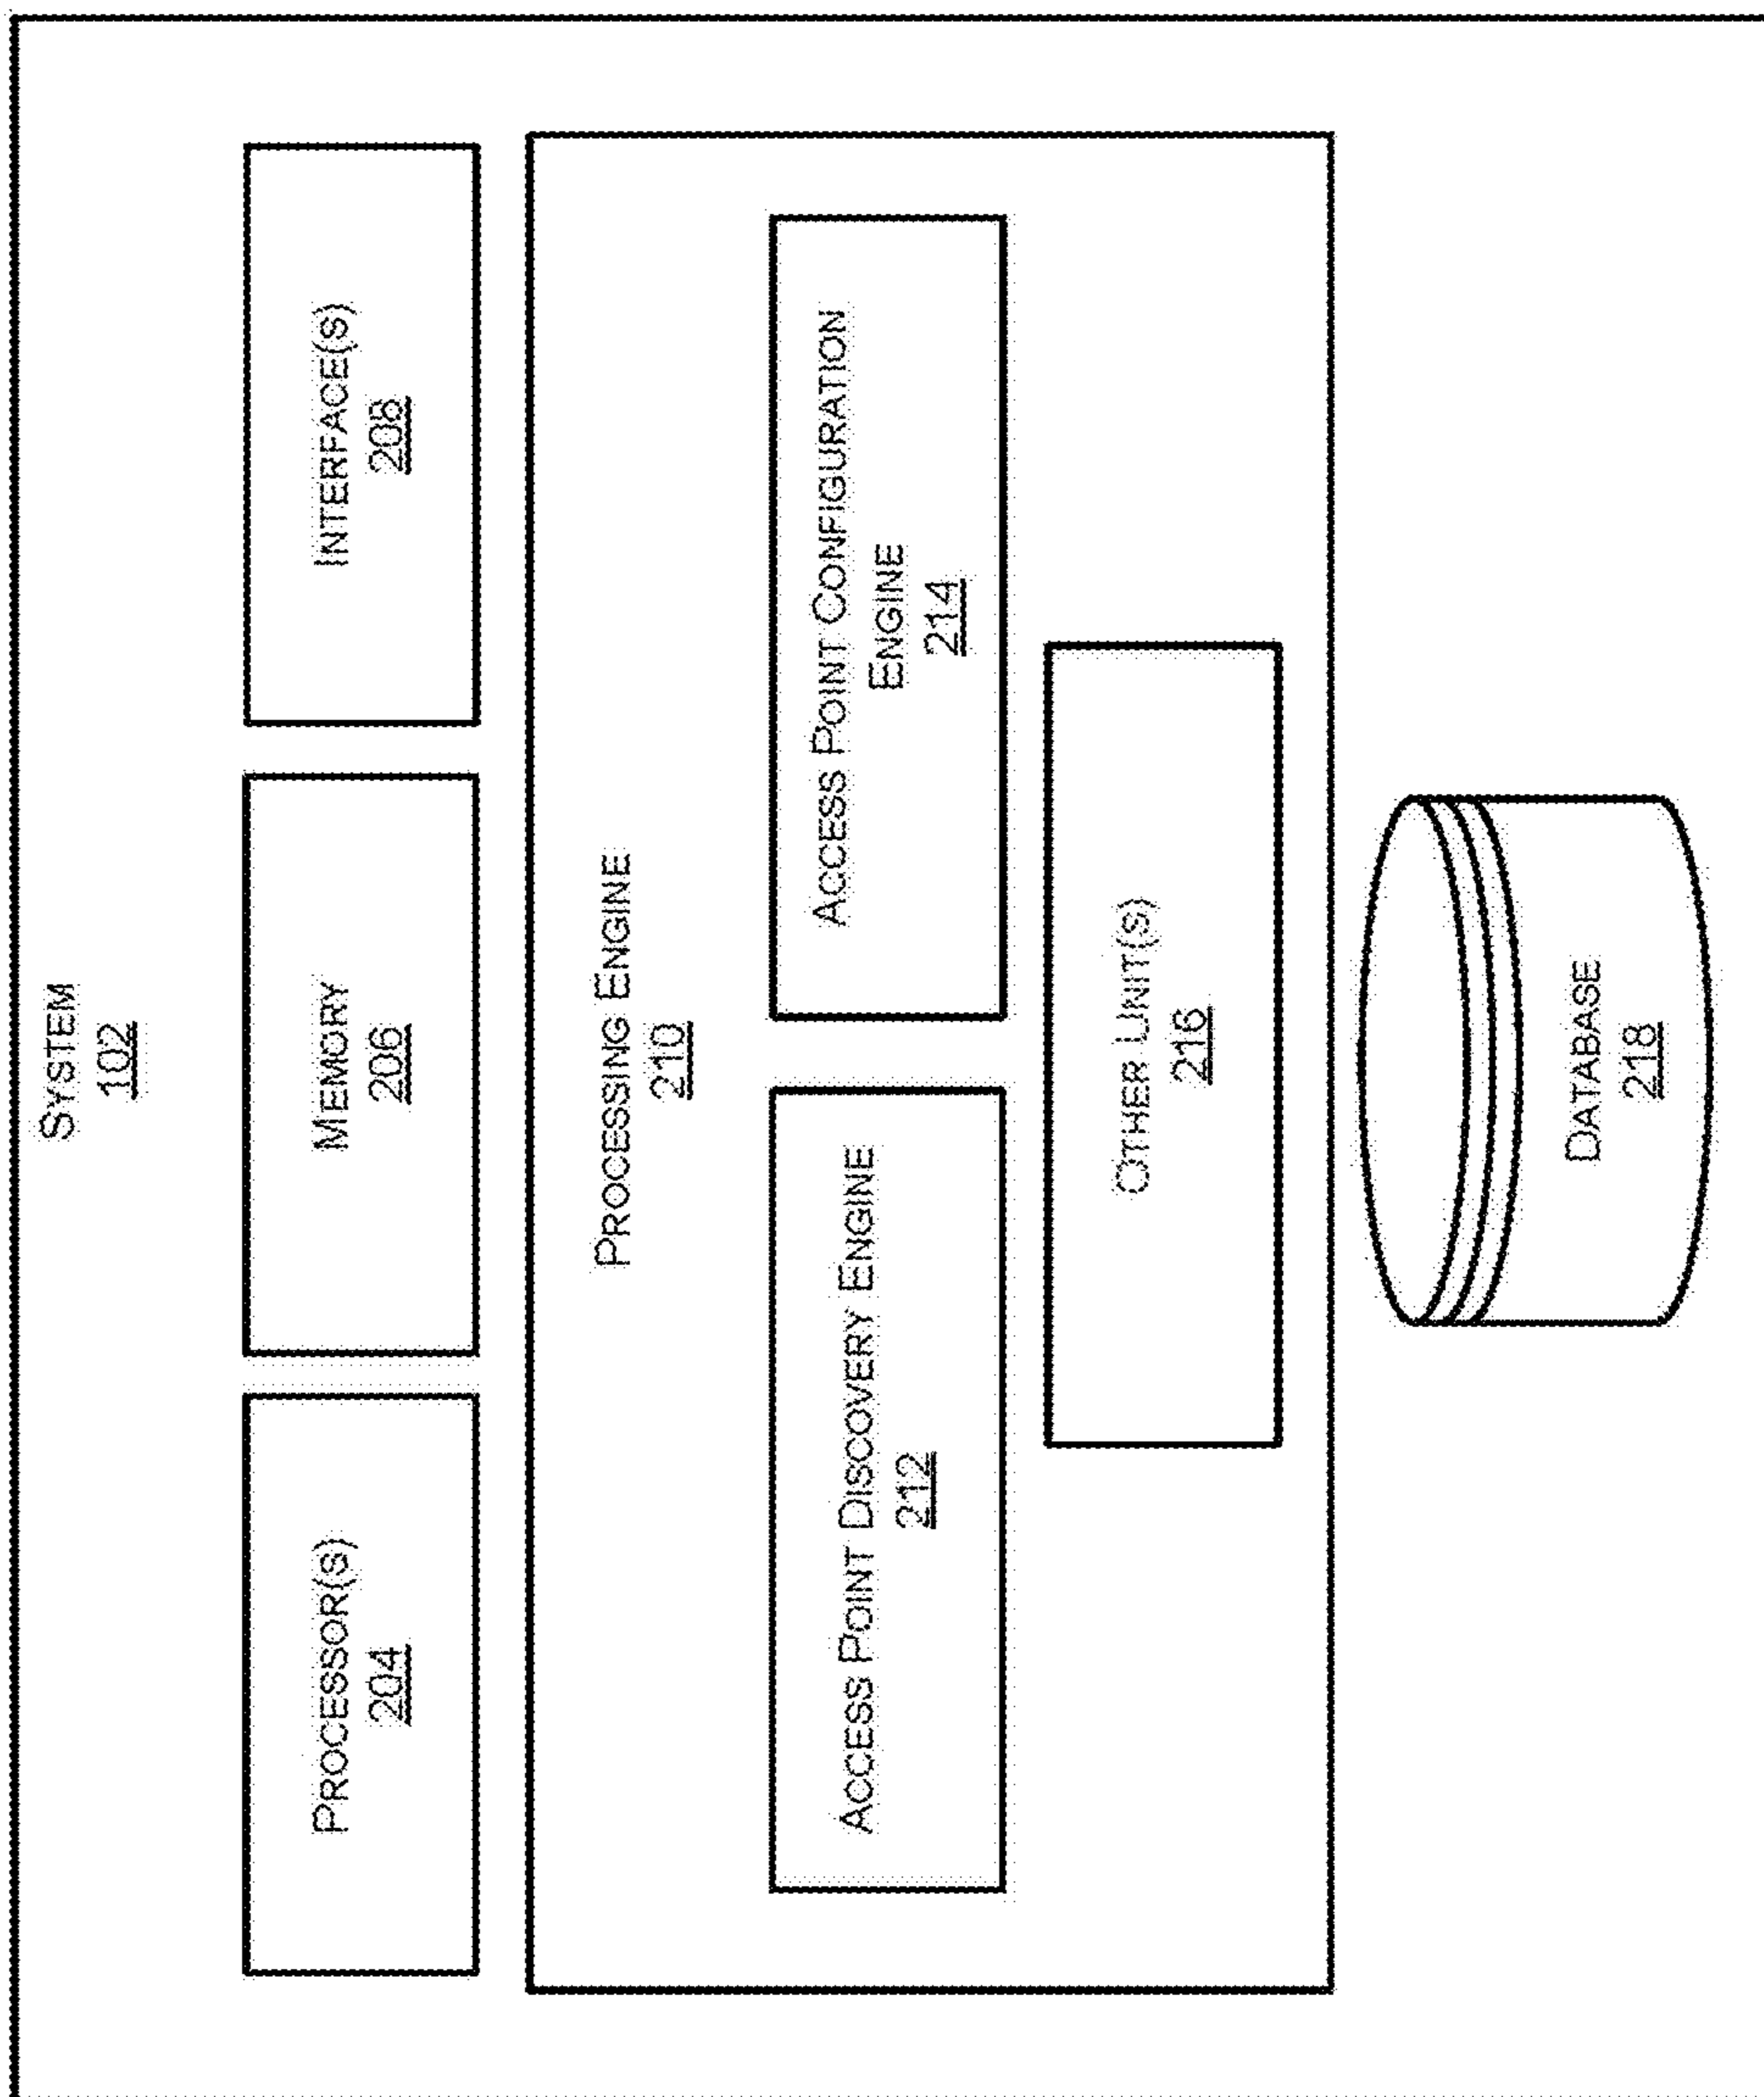 SYSTEM
102
PROCESSOR(S)
204
MEMORY
206
INTERFACE(S)
208
PROCESSING ENGINE
210
ACCESS POINT DISCOVERY ENGINE
212
ACCESS POINT CONFIGURATION
ENGINE
214
OTHER UNIT(S)
216
DATABASE
218